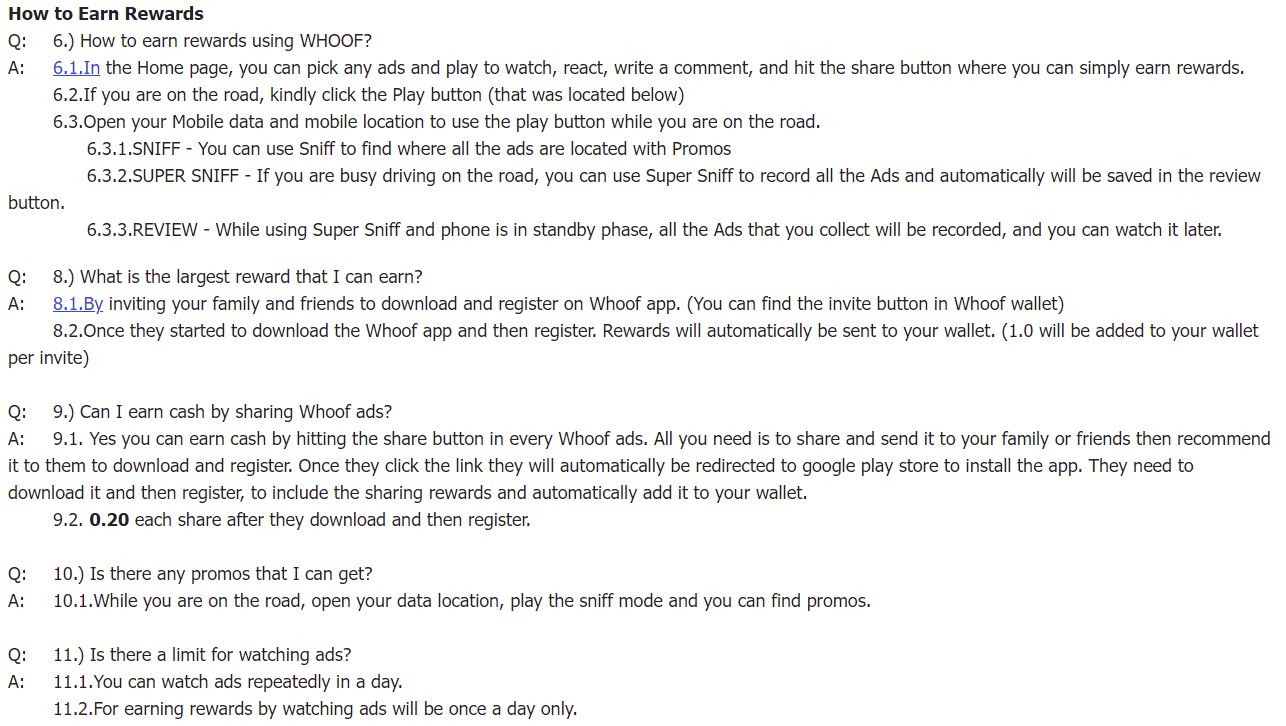 How to Earn Rewards
Q: 6.) How to earn rewards using WHOOF?
A: 6.1.In the Home page, you can pick any ads and play to watch, react, write a comment, and hit the share button where you can simply earn rewards.
6.2.If you are on the road, kindly click the Play button (that was located below)
6.3.Open your Mobile data and mobile location to use the play button while you are on the road.
6.3.1.SNIFF - You can use Sniff to find where all the ads are located with Promos
6.3.2.SUPER SNIFF - If you are busy driving on the road, you can use Super Sniff to record all the Ads and automatically will be saved in the review
button.
6.3.3.REVIEW - While using Super Sniff and phone is in standby phase, all the Ads that you collect will be recorded, and you can watch it later.
Q: 8.) What is the largest reward that I can earn?
A: 8.1.By inviting your family and friends to download and register on Whoof app. (You can find the invite button in Whoof wallet)
8.2.Once they started to download the Whoof app and then register. Rewards will automatically be sent to your wallet. (1.0 will be added to your wallet
per invite)
Q: 9.) Can I earn cash by sharing Whoof ads?
A: 9.1. Yes you can earn cash by hitting the share button in every Whoof ads. All you need is to share and send it to your family or friends then recommend
it to them to download and register. Once they click the link they will automatically be redirected to google play store to install the app. They need to
download it and then register, to include the sharing rewards and automatically add it to your wallet.
9.2. 0.20 each share after they download and then register.
Q: 10.) Is there any promos that I can get?
A: 10.1.While you are on the road, open your data location, play the sniff mode and you can find promos.
Q: 11.) Is there a limit for watching ads?
A: 11.1.You can watch ads repeatedly in a day.
11.2.For earning rewards by watching ads will be once a day only.